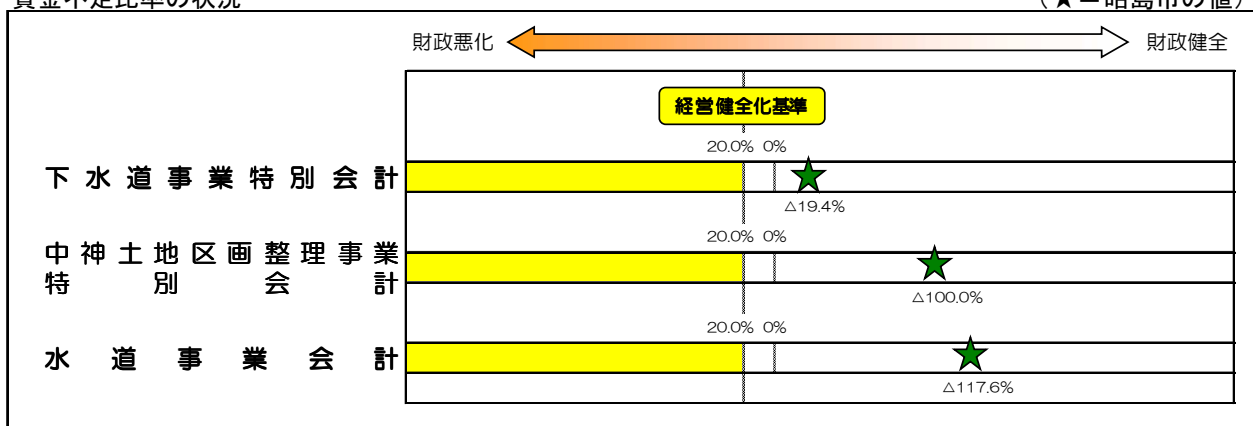 資金不足比率の状況
（★＝昭島市の値）
財政悪化
財政健全
経営健全化基準
20.0% 0%
下水道事業特別会計
△19.4%
20.0% 0%
中神土地区画整理事業
特別会計
△100.0%
20.0% 0%
水道事業会計
△117.6%